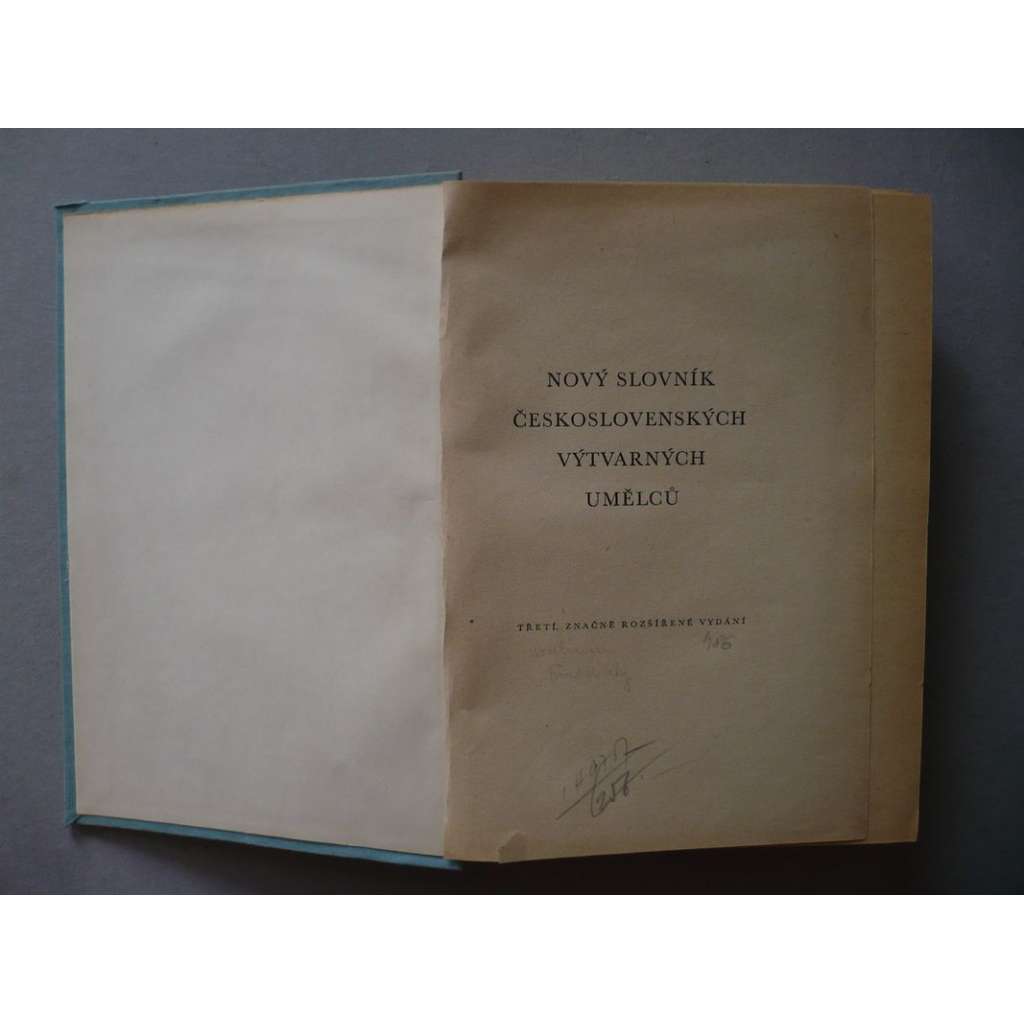 NOVÝ SLOVNÍK
ČESKOSLOVENSKÝCH
VÝTVARNÝCH
UMĚLCŮ
TŘETÍ, ZNAČNĚ ROZŠÍŘENÉ VYDÁNÍ